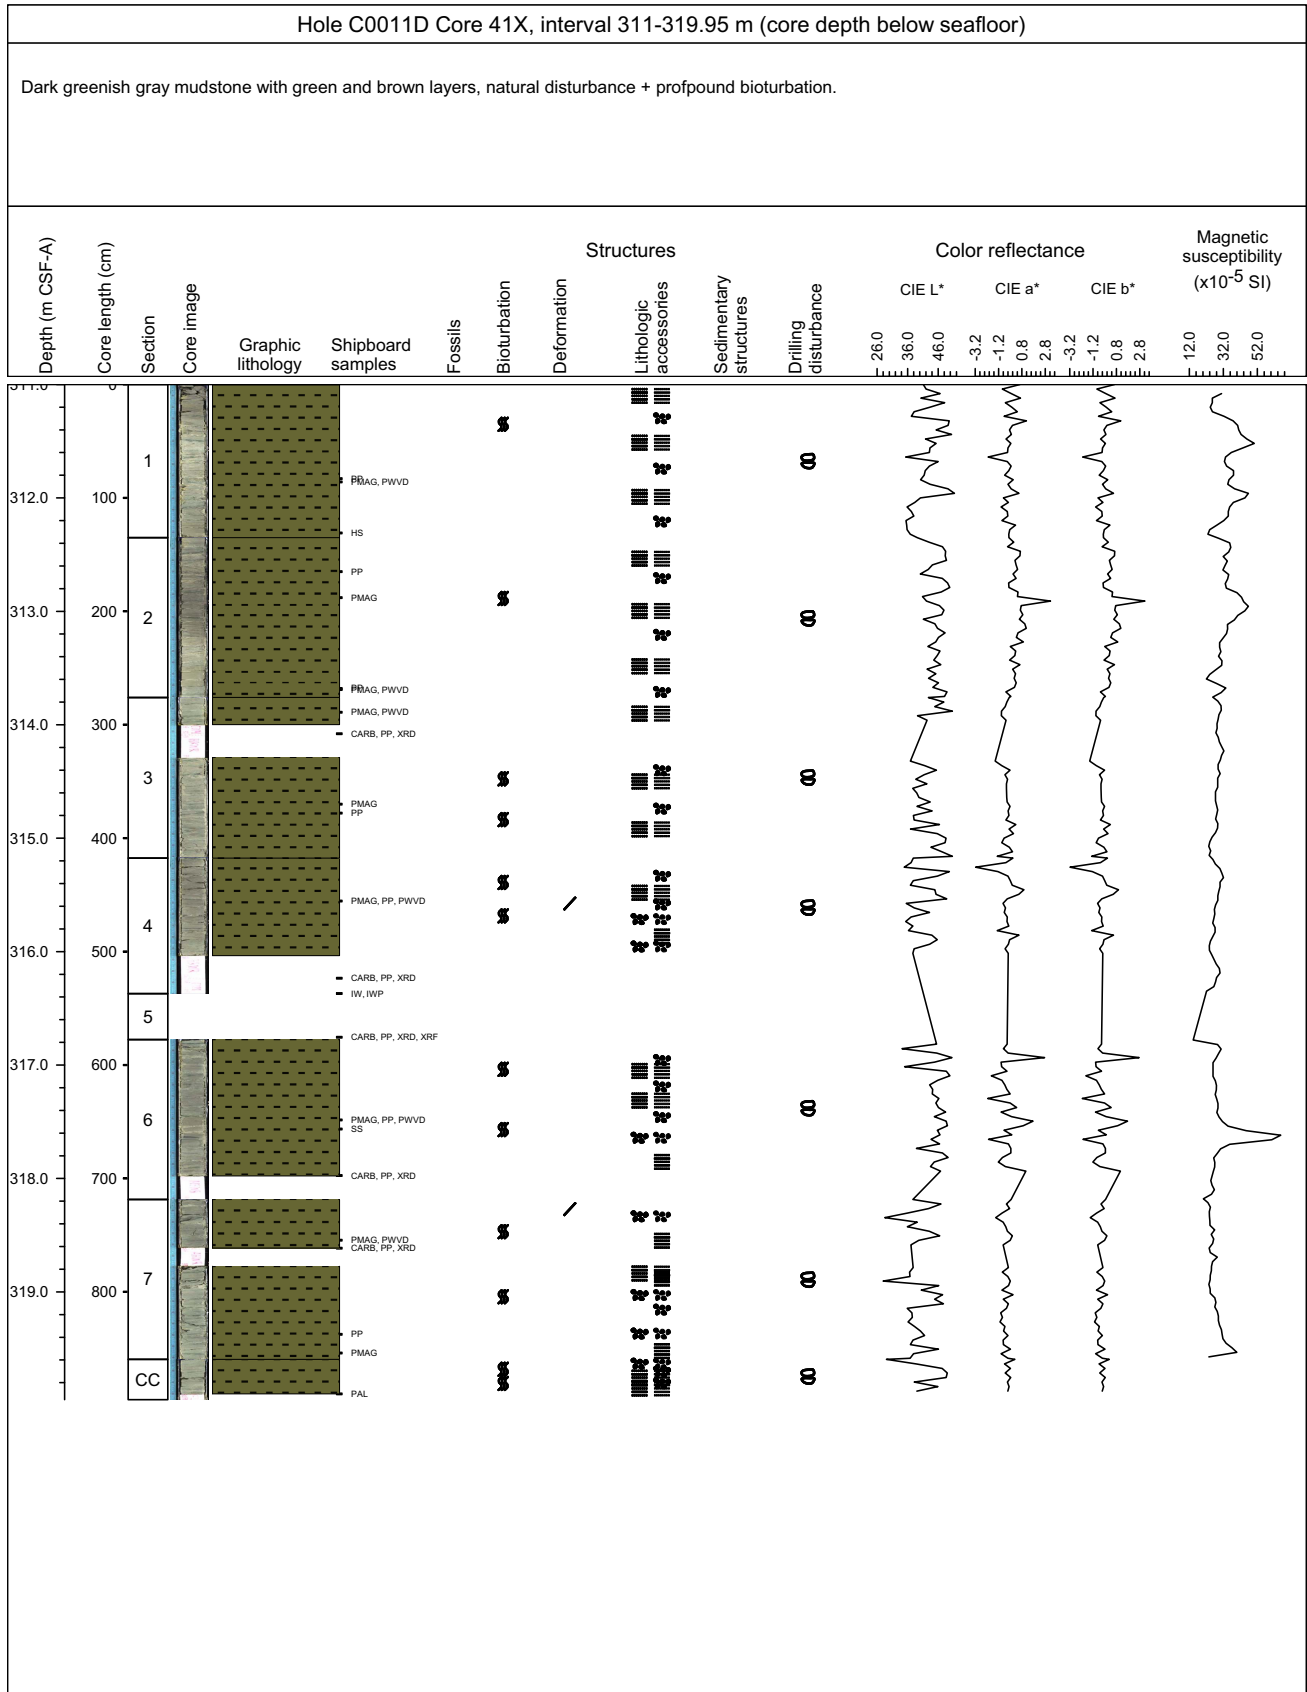 Hole C0011D Core 41X, interval 311-319.95 m (core depth below seafloor)
Dark greenish gray mudstone with green and brown layers, natural disturbance + profpound bioturbation.
Depth (m CSF-A)
Core length (cm)
Section
Core image
Graphic
lithology
Shipboard
samples
Fossils
Structures
Bioturbation
Deformation
Lithologic
accessories
Sedimentary
structures
Drilling
disturbance
Color reflectance
CIE L*
CIE a*
CIE b*
Magnetic
susceptibility
(x10-5 SI)
26.0 36.0 46.0
-3.2 -1.2 0.8 2.8
-3.2 -1.2 0.8 2.8
12.0 32.0 52.0
311.0 0
1
PMAG, PWVD
312.0 100
HS
PP
PMAG
313.0 200
2
PMAG, PWVD
PMAG, PWVD
314.0 300
CARB, PP, XRD
3
PMAG
PP
315.0 400
PMAG, PP, PWVD
4
316.0 500
CARB, PP, XRD
IW, IWP
5
CARB, PP, XRD, XRF
317.0 600
6
PMAG, PP, PWVD
SS
318.0 700
CARB, PP, XRD
PMAG, PWVD
CARB, PP, XRD
7
319.0 800
PP
PMAG
CC
PAL